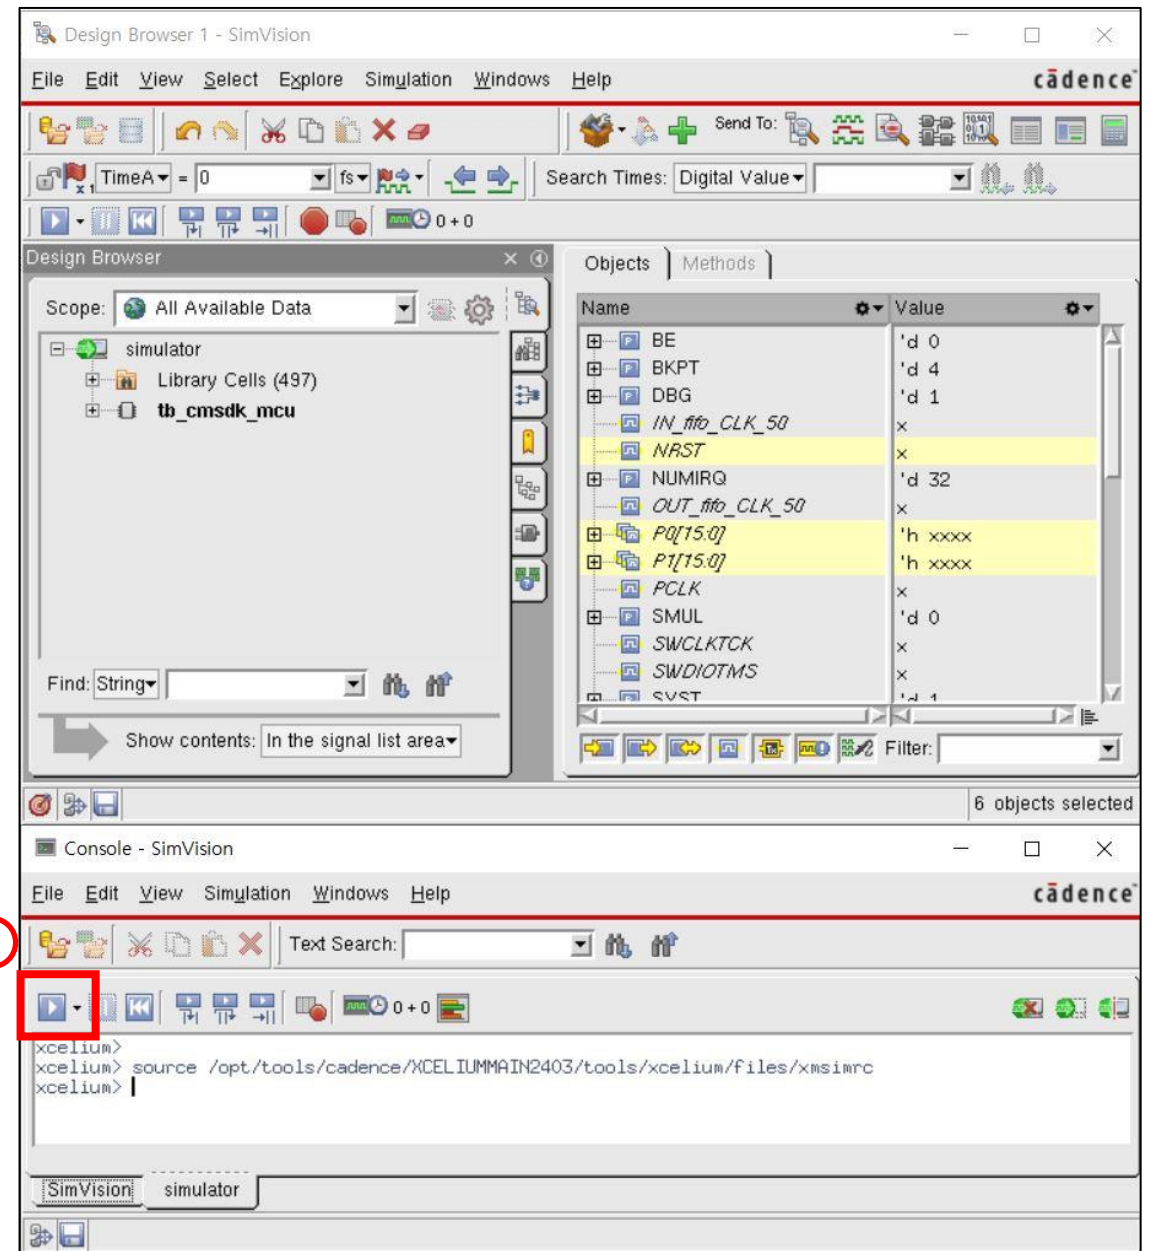 Design Browser 1 - SimVision
File Edit View Select Explore Simulation Windows Help cādence
Send To:
TimeA = 0 fs Search Times: Digital Value
0 + 0
Design Browser
Objects Methods
Scope: All Available Data
Name Value
simulator
Library Cells (497)
tb_cmsdk_mcu
BE 'd 0
BKPT 'd 4
DBG 'd 1
IN_fifo_CLK_50 x
NRST x
NUMIRQ 'd 32
OUT_fifo_CLK_50 x
P0[15:0] 'h xxxx
P1[15:0] 'h xxxx
PCLK x
SMUL 'd 0
SWCLKTCK x
SWDIOTMS x
SYST 'd 1
Find: String
Show contents: In the signal list area
Filter:
6 objects selected
Console - SimVision
File Edit View Simulation Windows Help cādence
Text Search:
0 + 0
xcelium>
xcelium> source /opt/tools/cadence/XCELIUMMAIN2403/tools/xcelium/files/xmsimrc
xcelium>
SimVision simulator